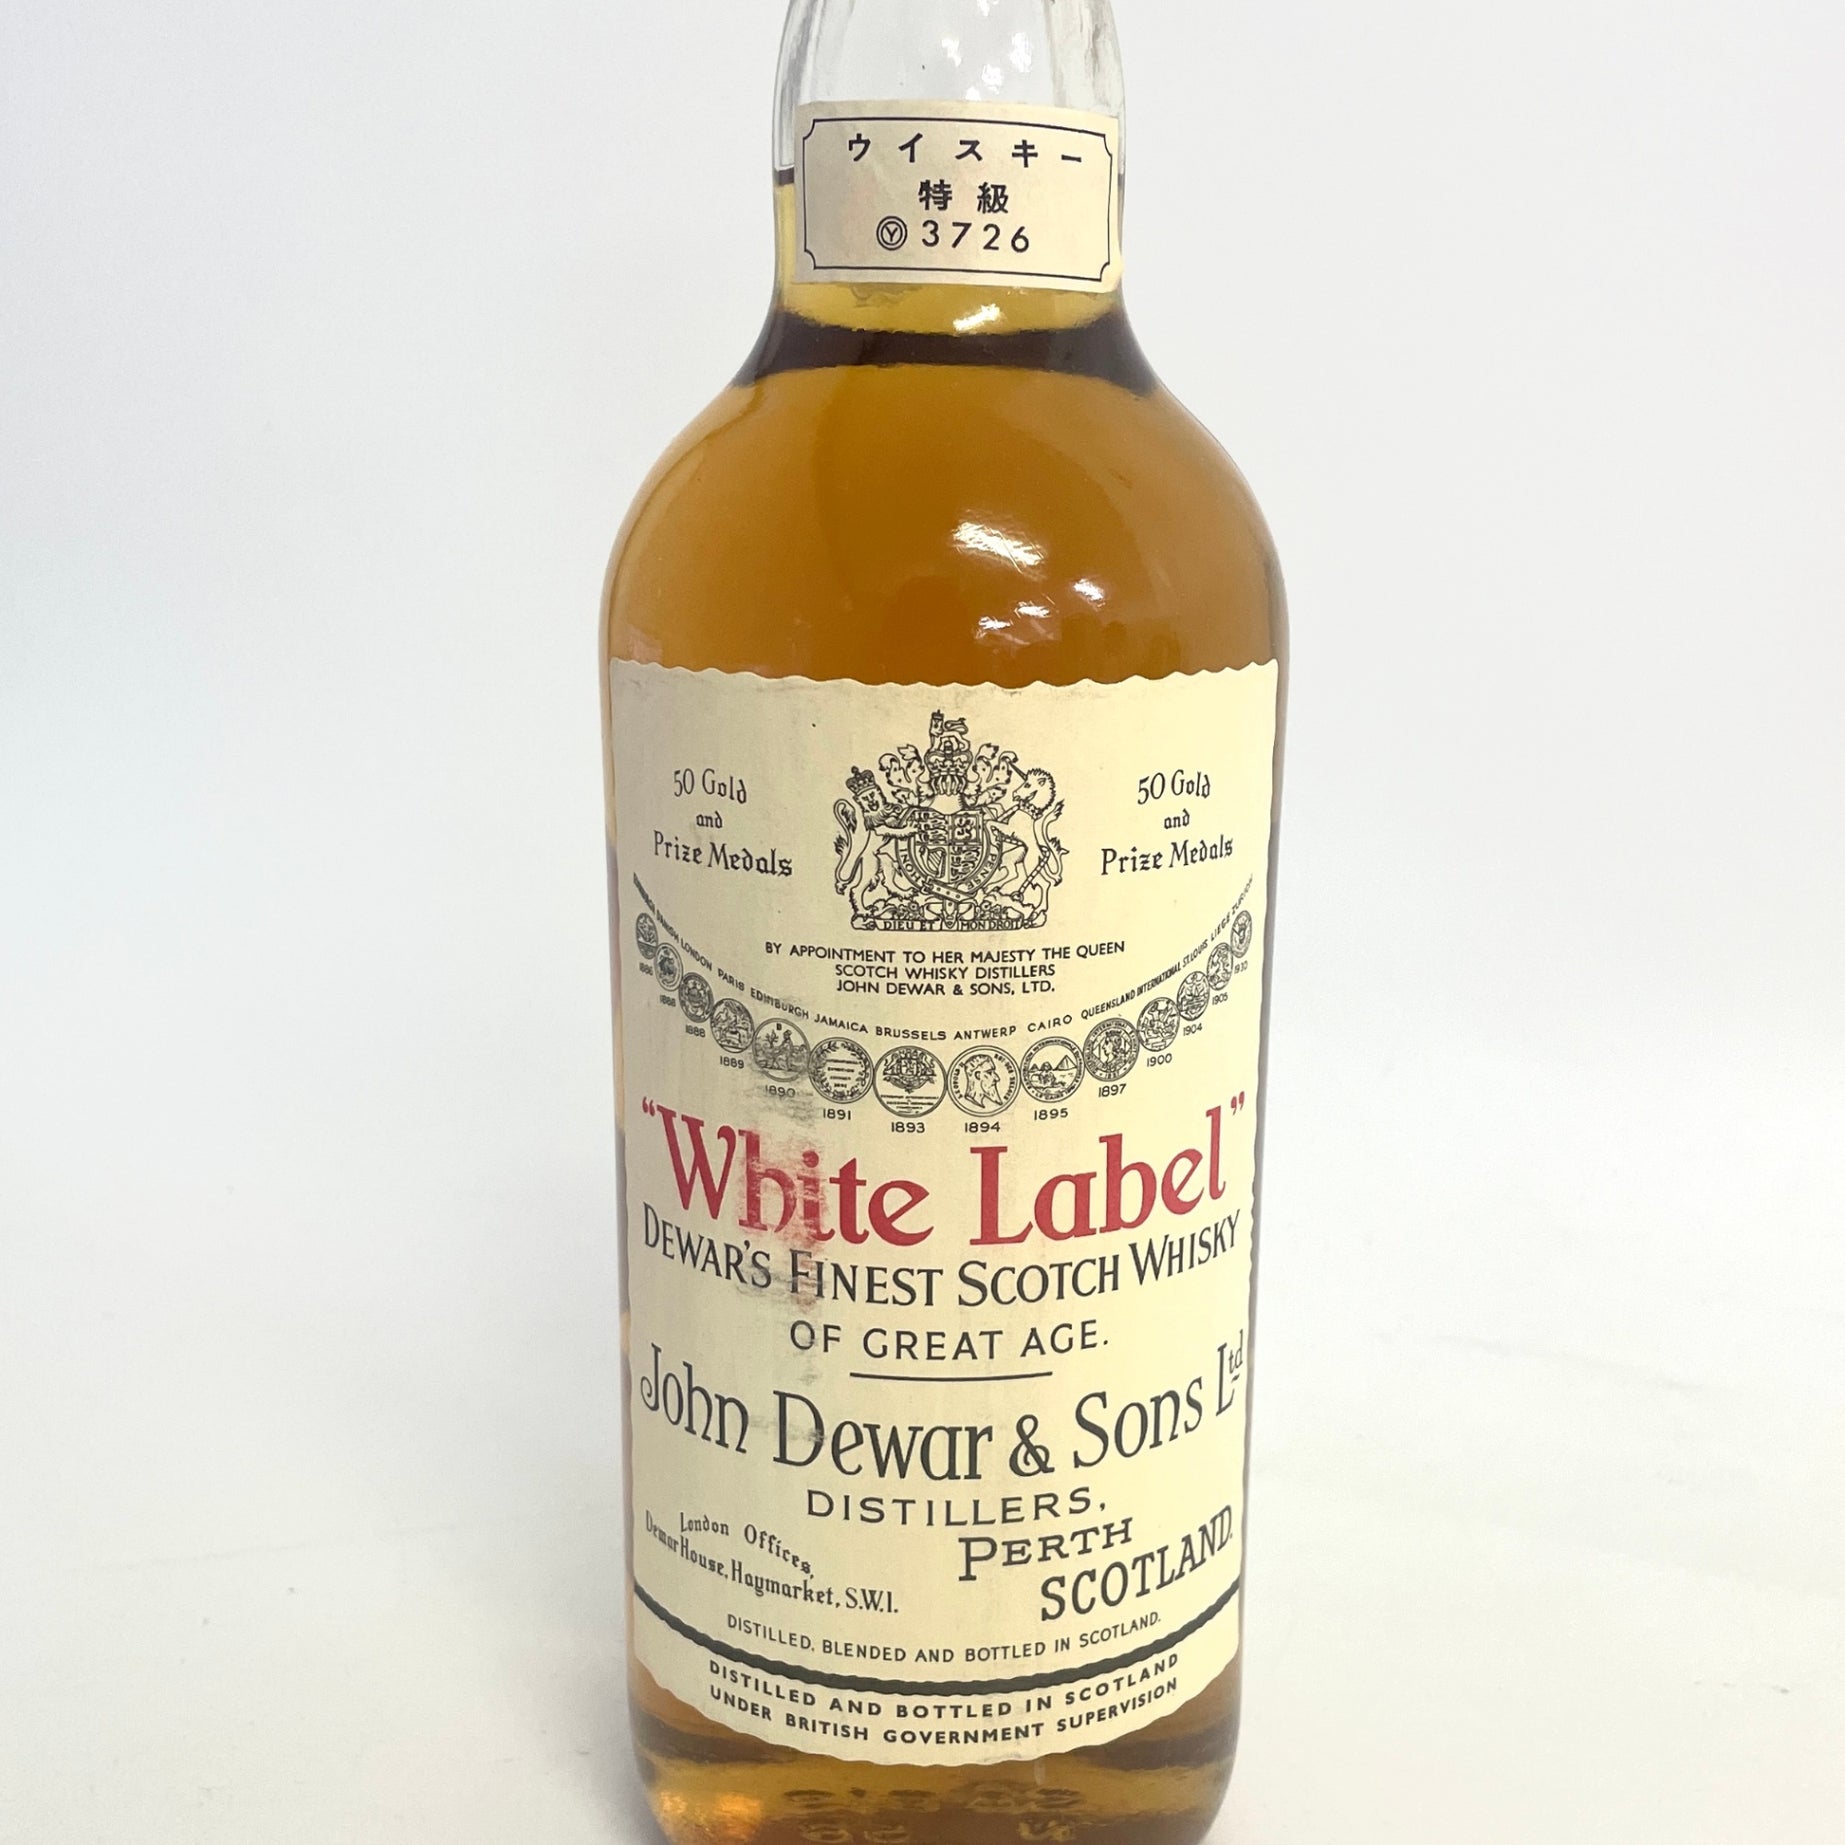 ウイスキー
特級
Ⓨ3726
50 Gold
and
Prize Medals
50 Gold
and
Prize Medals
DIEU ET MON DROIT
BY APPOINTMENT TO HER MAJESTY THE QUEEN
SCOTCH WHISKY DISTILLERS
JOHN DEWAR & SONS, LTD.
LONDON PARIS EDINBURGH JAMAICA BRUSSELS ANTWERP CAIRO QUEENSLAND INTERNATIONAL ST. LOUIS LIEGE
1886 1888 1888 1889 1890 1891 1893 1894 1895 1897 1900 1904 1905
"White Label"
DEWAR'S FINEST SCOTCH WHISKY
OF GREAT AGE.
John Dewar & Sons Ltd
DISTILLERS,
PERTH
SCOTLAND.
London Offices,
Dewar House, Haymarket, S.W.1.
DISTILLED, BLENDED AND BOTTLED IN SCOTLAND.
DISTILLED AND BOTTLED IN SCOTLAND
UNDER BRITISH GOVERNMENT SUPERVISION